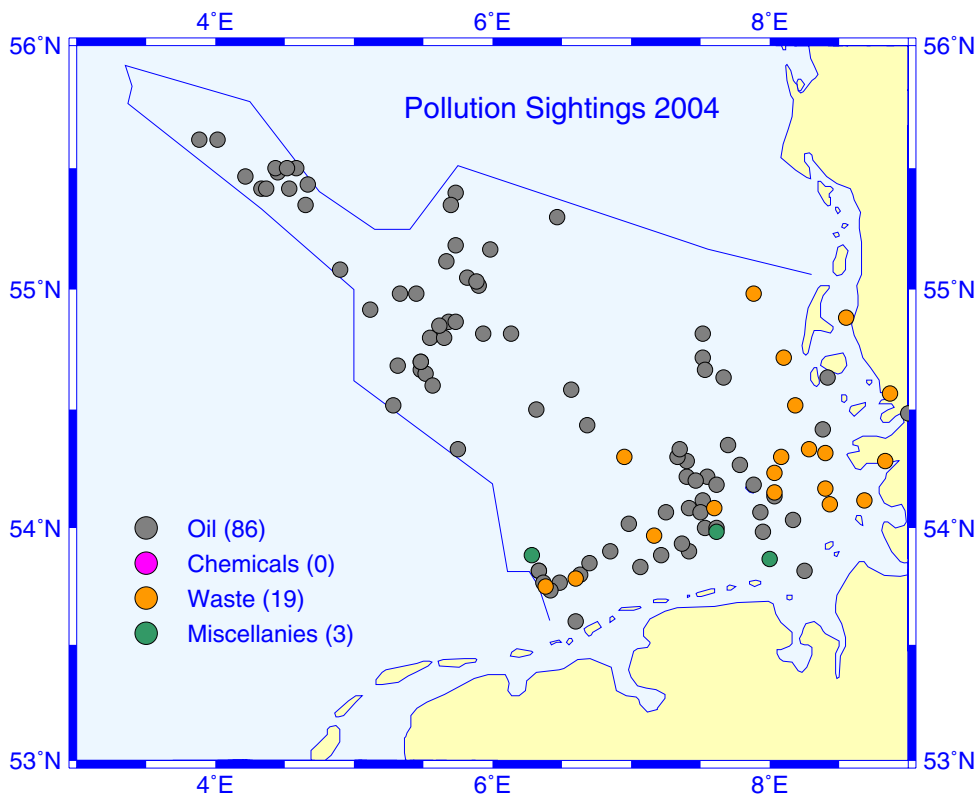 4˚E 6˚E 8˚E
56˚N 56˚N
Pollution Sightings 2004
55˚N 55˚N
54˚N 54˚N
Oil (86)
Chemicals (0)
Waste (19)
Miscellanies (3)
53˚N 53˚N
4˚E 6˚E 8˚E